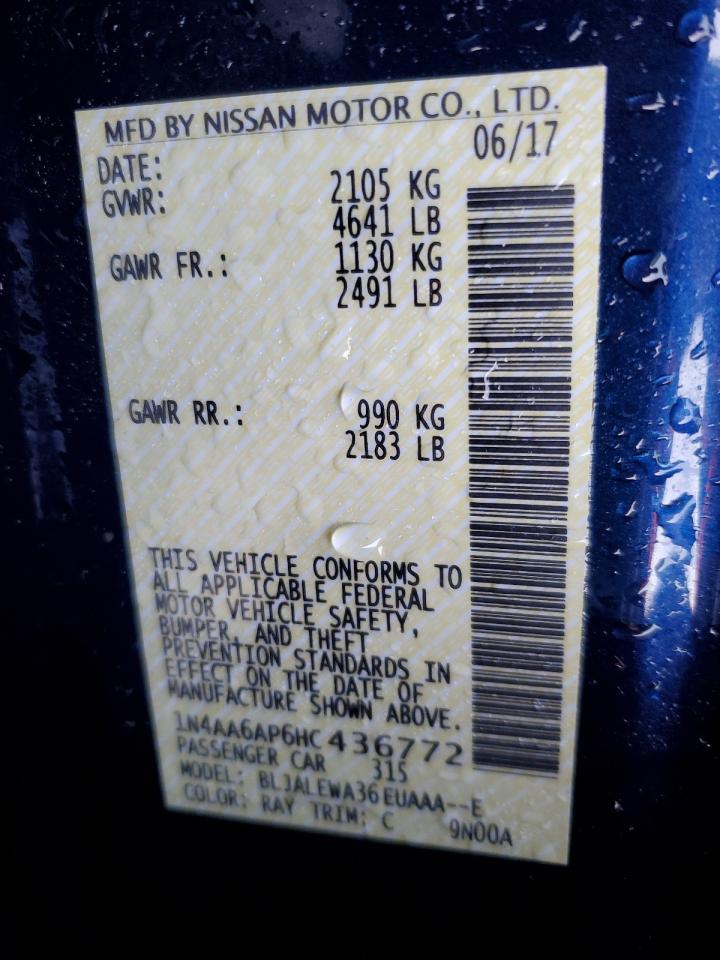 MFD BY NISSAN MOTOR CO., LTD.
DATE: 06/17
GVWR: 2105 KG
4641 LB
GAWR FR.: 1130 KG
2491 LB
GAWR RR.: 990 KG
2183 LB
THIS VEHICLE CONFORMS TO
ALL APPLICABLE FEDERAL
MOTOR VEHICLE SAFETY,
BUMPER, AND THEFT
PREVENTION STANDARDS IN
EFFECT ON THE DATE OF
MANUFACTURE SHOWN ABOVE.
1N4AA6AP6HC436772
PASSENGER CAR 315
MODEL: BLJALEWA36EUAAA--E
COLOR: RAY TRIM: C 9N00A